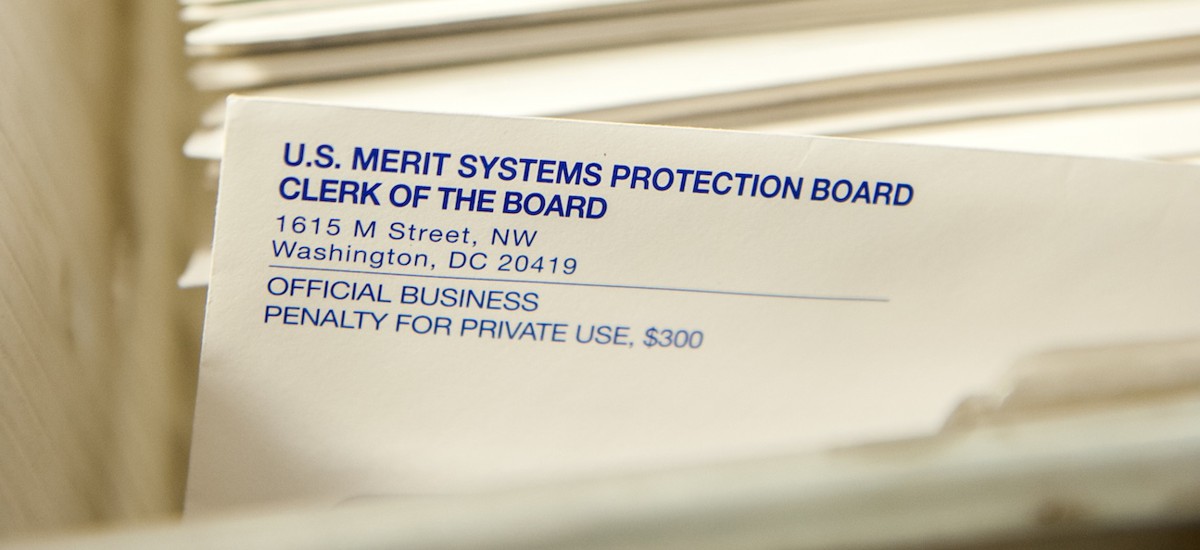 U.S. MERIT SYSTEMS PROTECTION BOARD
CLERK OF THE BOARD
1615 M Street, NW
Washington, DC 20419
OFFICIAL BUSINESS
PENALTY FOR PRIVATE USE, $300